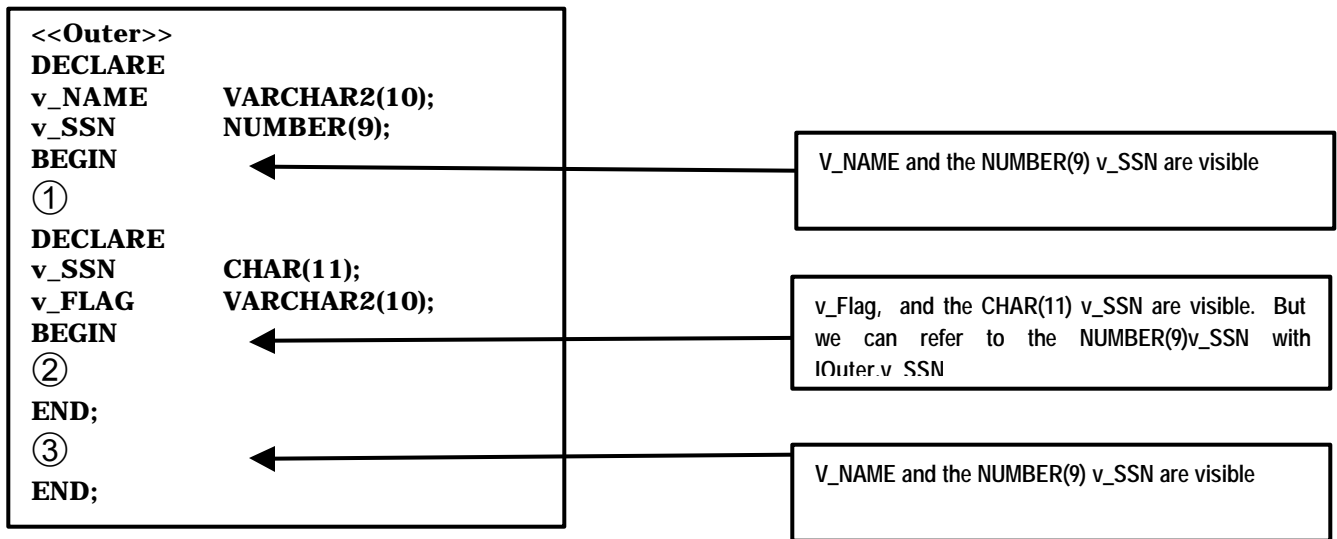 <<Outer>>
DECLARE
v_NAME VARCHAR2(10);
v_SSN NUMBER(9);
BEGIN
①
DECLARE
v_SSN CHAR(11);
v_FLAG VARCHAR2(10);
BEGIN
②
END;
③
END;
V_NAME and the NUMBER(9) v_SSN are visible
v_Flag, and the CHAR(11) v_SSN are visible. But
we can refer to the NUMBER(9)v_SSN with
lOuter.v_SSN
V_NAME and the NUMBER(9) v_SSN are visible